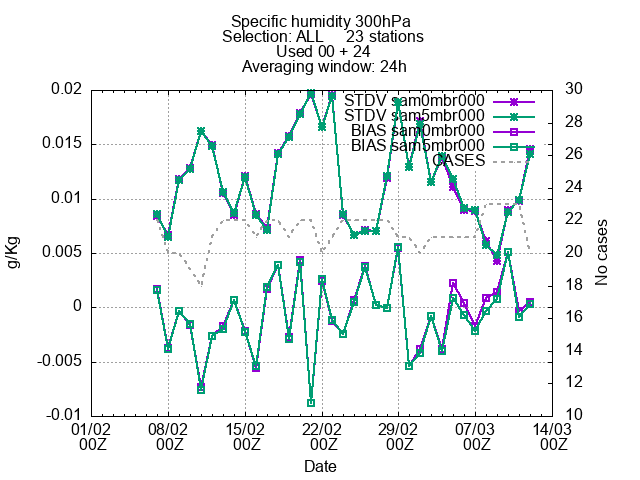 Specific humidity 300hPa
Selection: ALL     23 stations
Used 00 + 24
Averaging window: 24h
STDV sam0mbr000
STDV sam5mbr000
BIAS sam0mbr000
BIAS sam5mbr000
CASES
g/Kg
0.02
0.015
0.01
0.005
0
-0.005
-0.01
No cases
30
28
26
24
22
20
18
16
14
12
10
01/02 08/02 15/02 22/02 29/02 07/03 14/03
00Z 00Z 00Z 00Z 00Z 00Z 00Z
Date